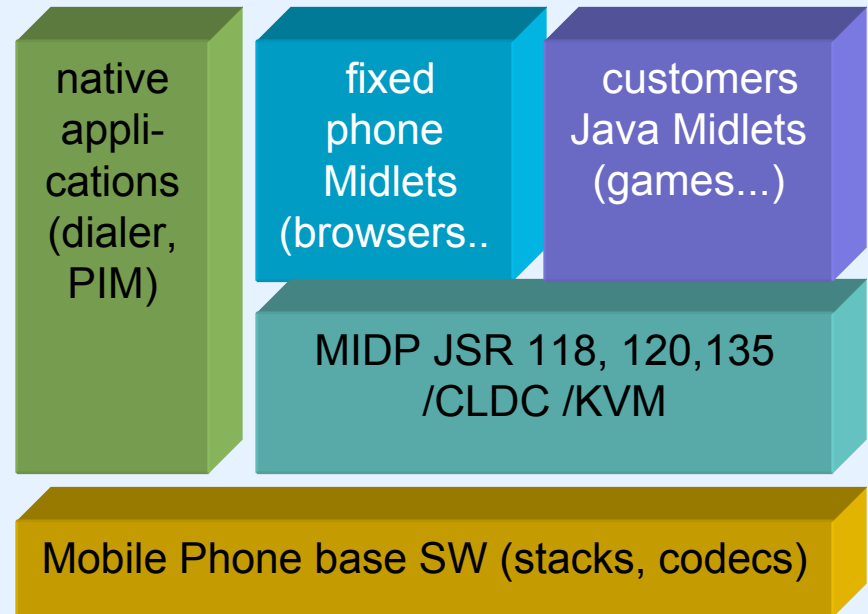 native
appli-
cations
(dialer,
PIM)
fixed
phone
Midlets
(browsers..
customers
Java Midlets
(games...)
MIDP JSR 118, 120,135
/CLDC /KVM
Mobile Phone base SW (stacks, codecs)